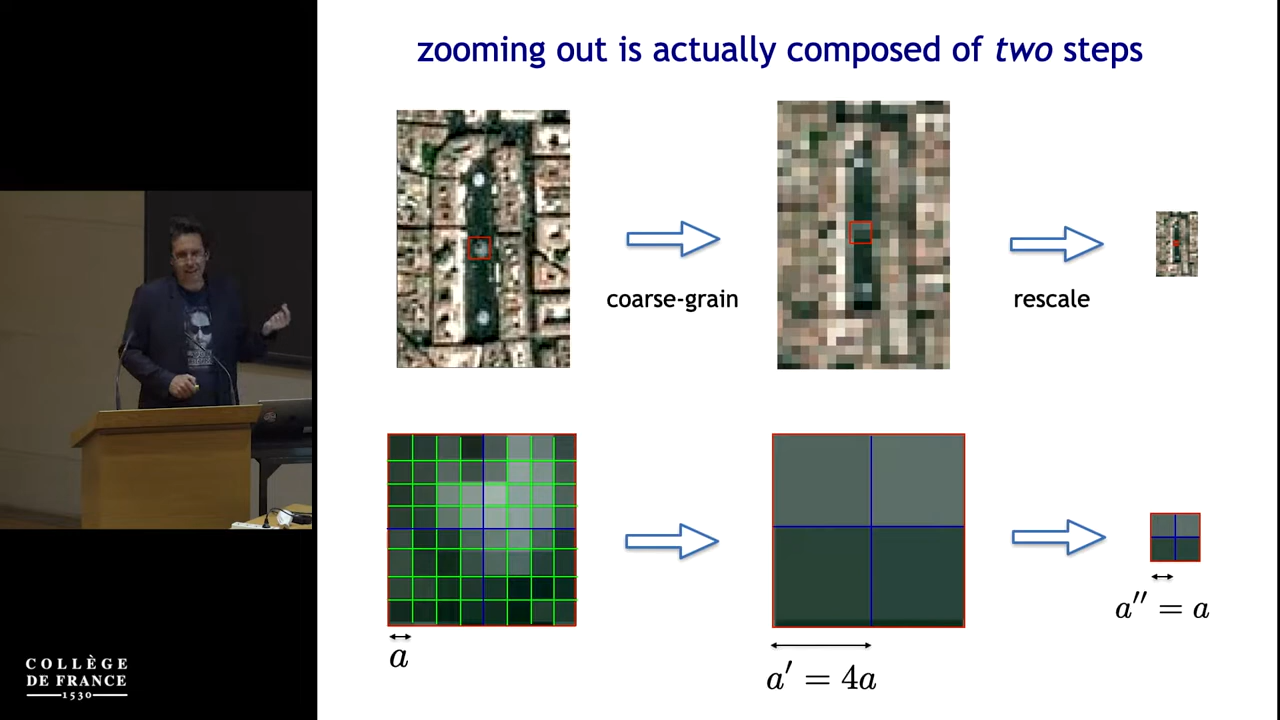 zooming out is actually composed of two steps
coarse-grain
rescale
a
a′ = 4a
a″ = a
COLLÈGE
DE FRANCE
1530